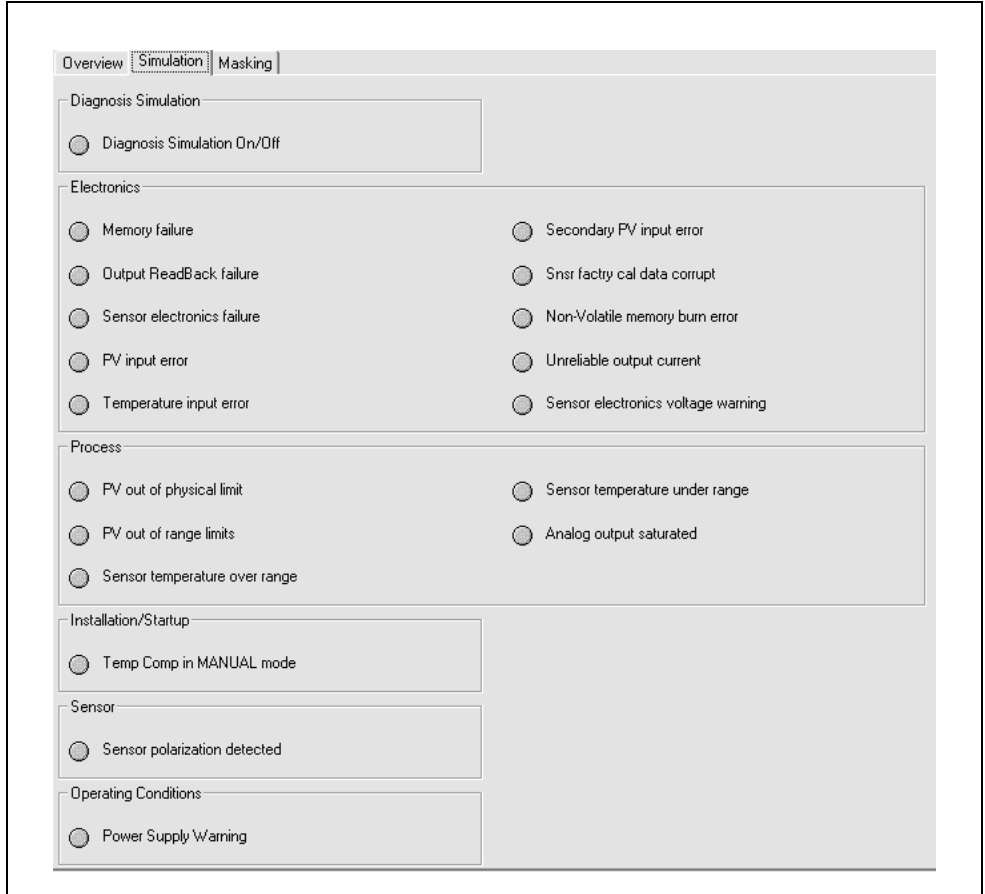 Overview Simulation Masking
Diagnosis Simulation
Diagnosis Simulation On/Off
Electronics
Memory failure
Output ReadBack failure
Sensor electronics failure
PV input error
Temperature input error
Secondary PV input error
Snsr factry cal data corrupt
Non-Volatile memory burn error
Unreliable output current
Sensor electronics voltage warning
Process
PV out of physical limit
PV out of range limits
Sensor temperature over range
Sensor temperature under range
Analog output saturated
Installation/Startup
Temp Comp in MANUAL mode
Sensor
Sensor polarization detected
Operating Conditions
Power Supply Warning